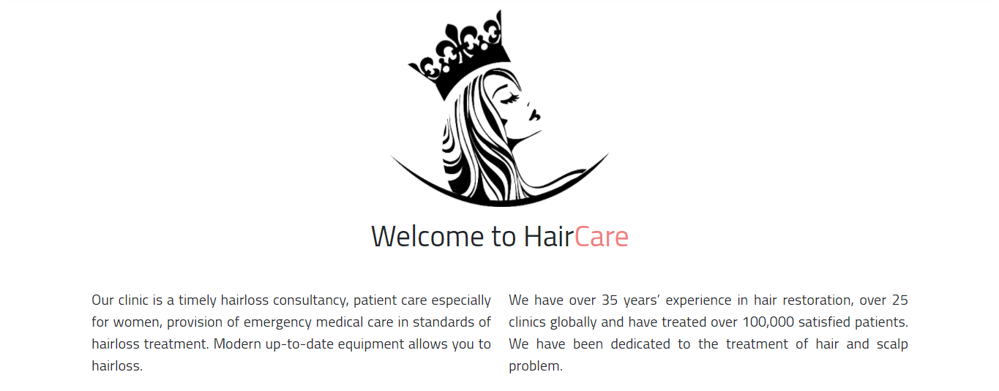 Welcome to HairCare
Our clinic is a timely hairloss consultancy, patient care especially
for women, provision of emergency medical care in standards of
hairloss treatment. Modern up-to-date equipment allows you to
hairloss.
We have over 35 years’ experience in hair restoration, over 25
clinics globally and have treated over 100,000 satisfied patients.
We have been dedicated to the treatment of hair and scalp
problem.